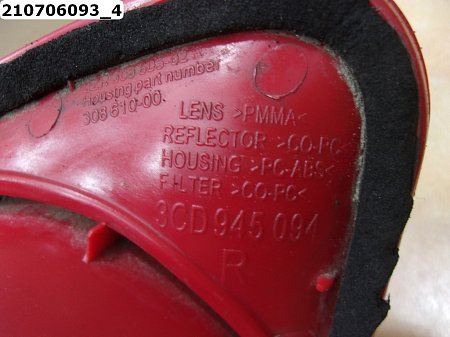 210706093_4
Housing part number
308 610-00.
LENS >PMMA<
REFLECTOR >CO-PC<
HOUSING >PC-ABS<
FILTER >CO-PC<
3CD 945 094
R